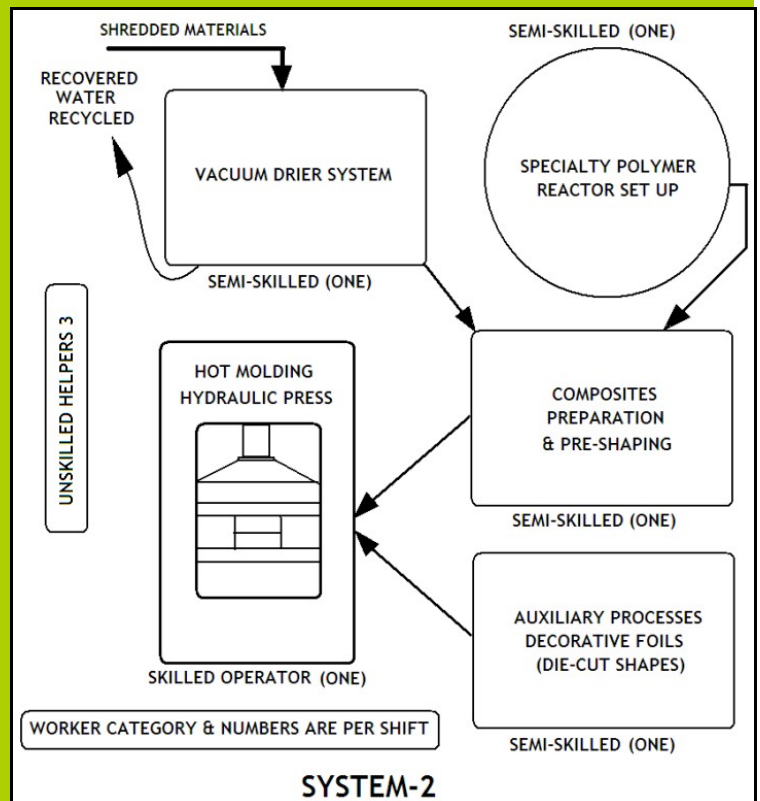 SHREDDED MATERIALS
SEMI-SKILLED (ONE)
RECOVERED
WATER
RECYCLED
VACUUM DRIER SYSTEM
SPECIALTY POLYMER
REACTOR SET UP
SEMI-SKILLED (ONE)
UNSKILLED HELPERS 3
HOT MOLDING
HYDRAULIC PRESS
COMPOSITES
PREPARATION
& PRE-SHAPING
SEMI-SKILLED (ONE)
AUXILIARY PROCESSES
DECORATIVE FOILS
(DIE-CUT SHAPES)
SKILLED OPERATOR (ONE)
WORKER CATEGORY & NUMBERS ARE PER SHIFT
SEMI-SKILLED (ONE)
SYSTEM-2